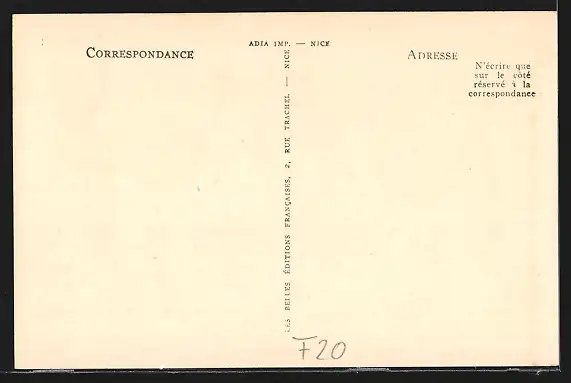 ADIA IMP. — NICE
CORRESPONDANCE
ADRESSE
N'écrire que
sur le côté
réservé à la
correspondance
LES BELLES ÉDITIONS FRANÇAISES, 2, RUE TRACHEL — NICE
F20